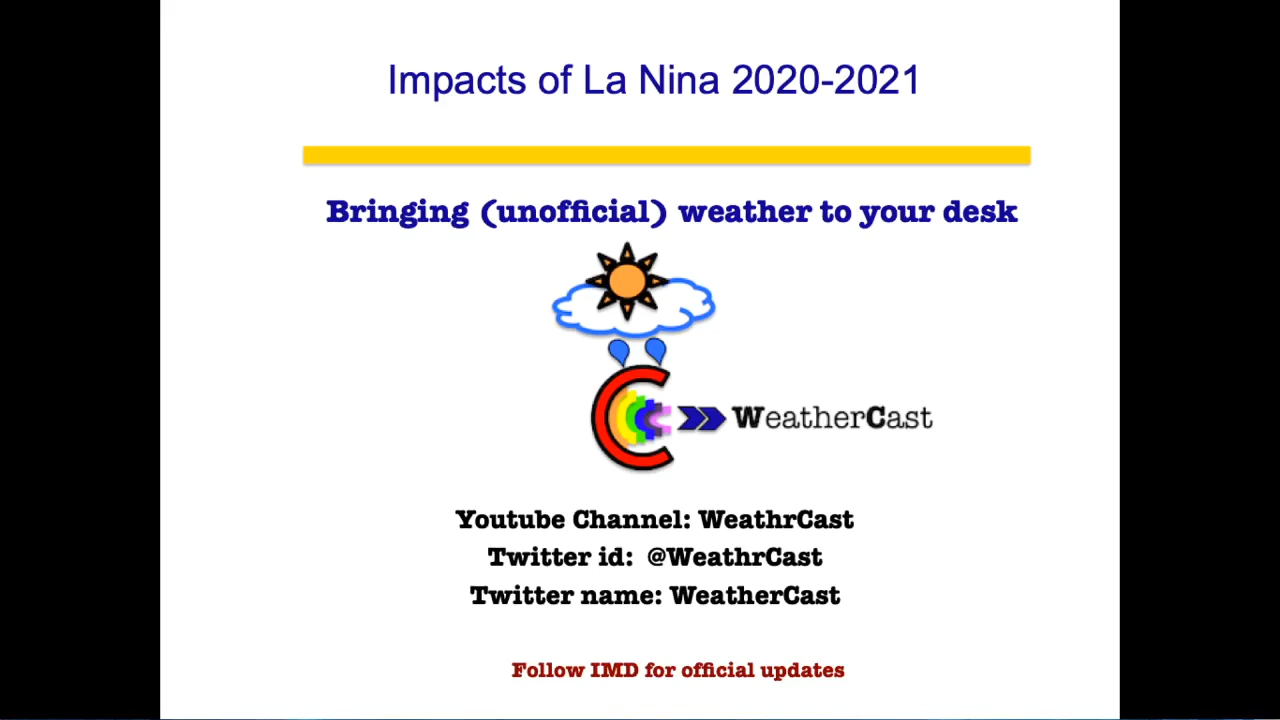 Impacts of La Nina 2020-2021
Bringing (unofficial) weather to your desk
WeatherCast
Youtube Channel: WeathrCast
Twitter id: @WeathrCast
Twitter name: WeatherCast
Follow IMD for official updates